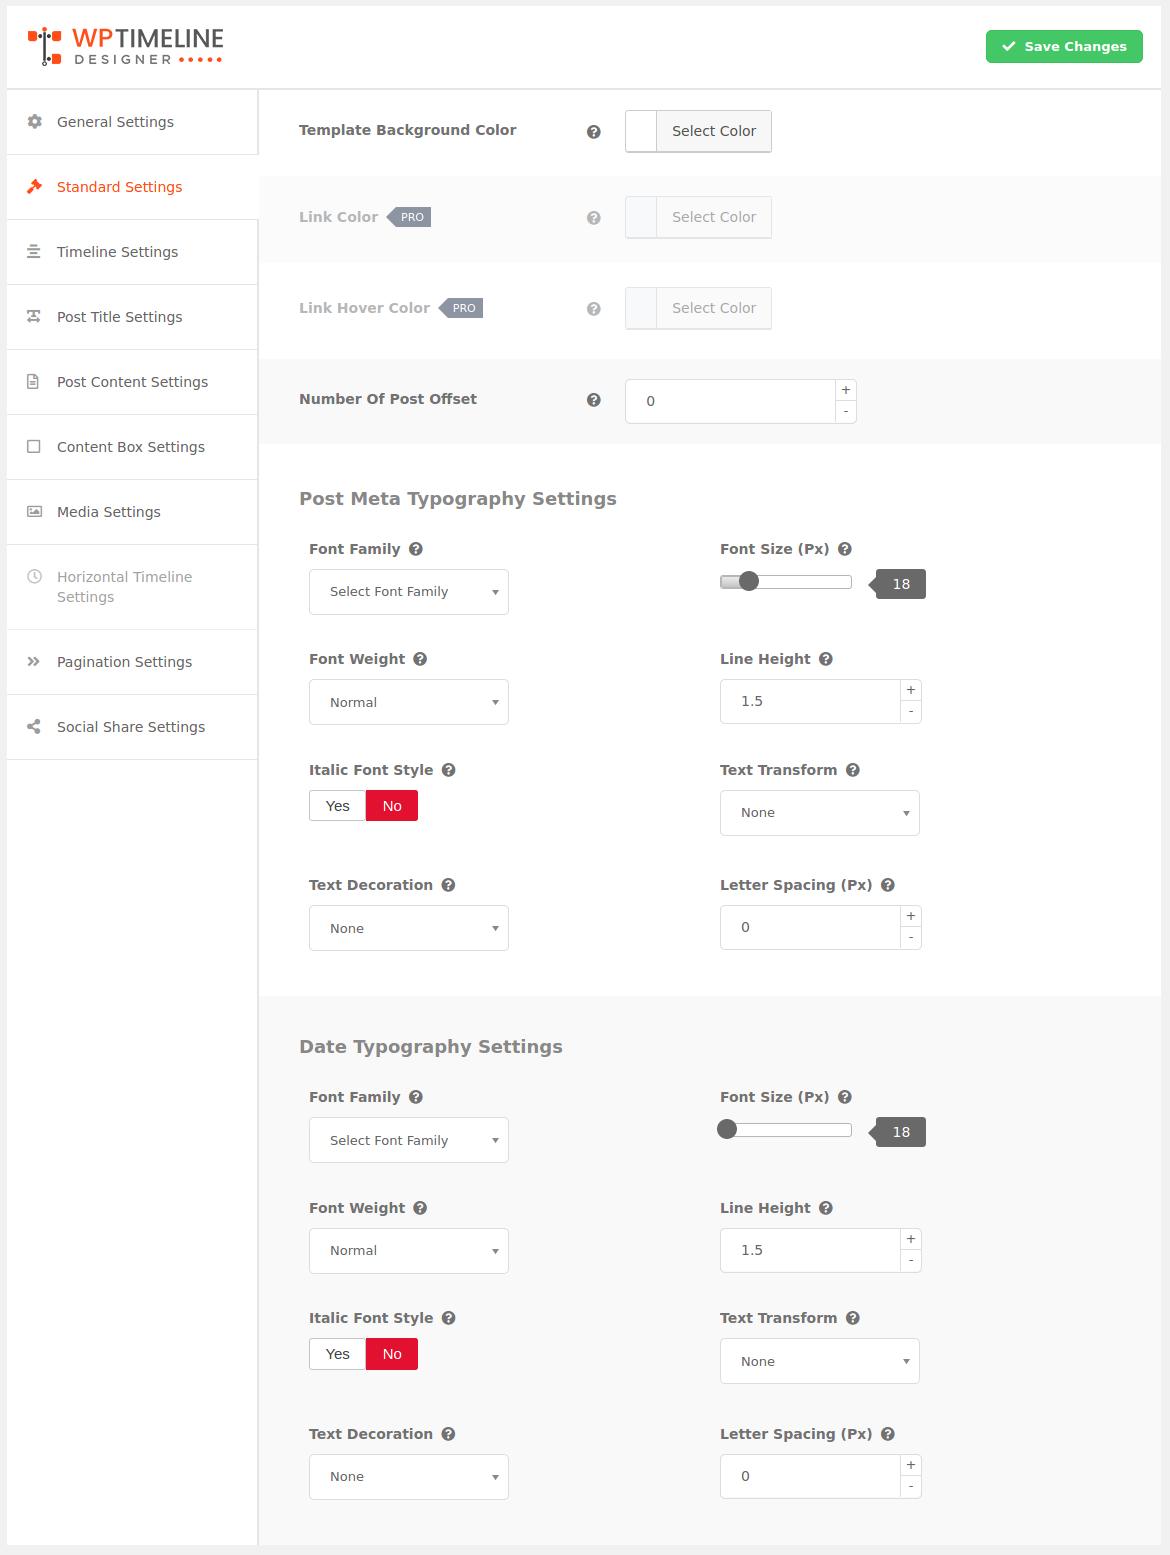 WPTIMELINE
DESIGNER
Save Changes
General Settings
Standard Settings
Timeline Settings
Post Title Settings
Post Content Settings
Content Box Settings
Media Settings
Horizontal Timeline
Settings
Pagination Settings
Social Share Settings
Template Background Color
Select Color
Link Color PRO
Select Color
Link Hover Color PRO
Select Color
Number Of Post Offset
0
+
-
Post Meta Typography Settings
Font Family
Select Font Family
Font Size (Px)
18
Font Weight
Normal
Line Height
1.5
+
-
Italic Font Style
Yes No
Text Transform
None
Text Decoration
None
Letter Spacing (Px)
0
+
-
Date Typography Settings
Font Family
Select Font Family
Font Size (Px)
18
Font Weight
Normal
Line Height
1.5
+
-
Italic Font Style
Yes No
Text Transform
None
Text Decoration
None
Letter Spacing (Px)
0
+
-